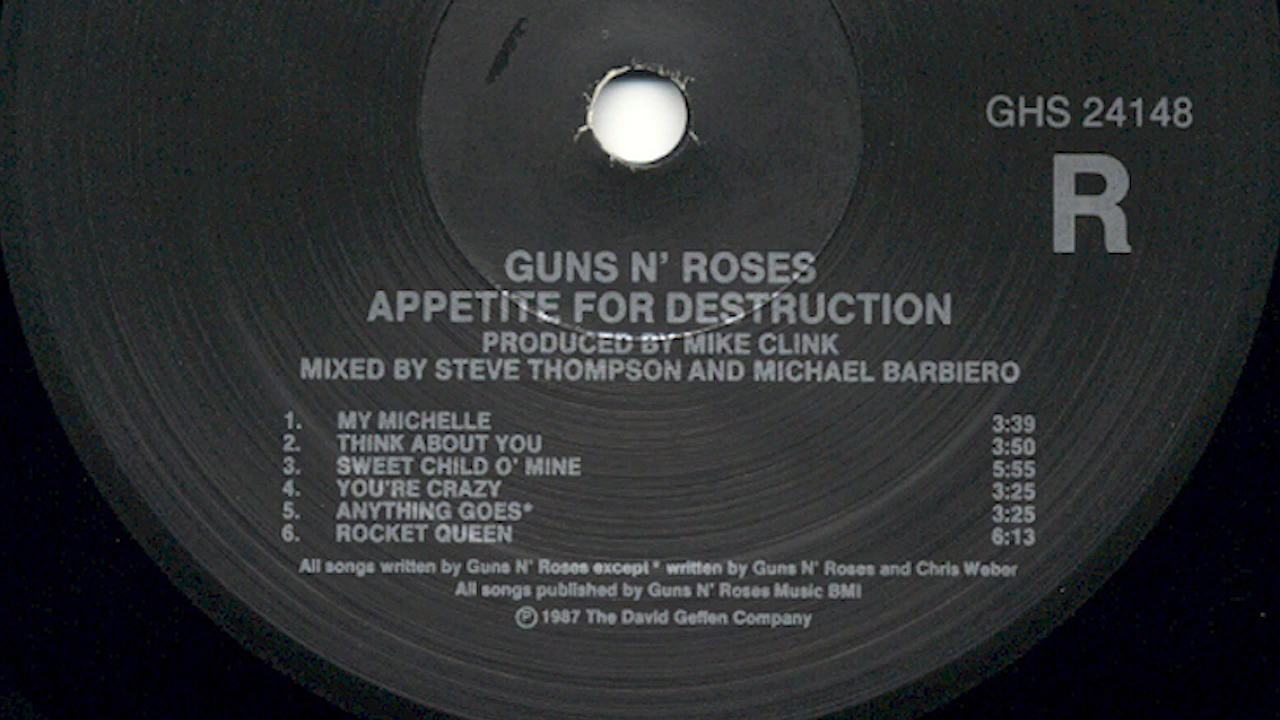 GHS 24148
R
GUNS N' ROSES
APPETITE FOR DESTRUCTION
PRODUCED BY MIKE CLINK
MIXED BY STEVE THOMPSON AND MICHAEL BARBIERO
1. MY MICHELLE 3:39
2. THINK ABOUT YOU 3:50
3. SWEET CHILD O' MINE 5:55
4. YOU'RE CRAZY 3:25
5. ANYTHING GOES* 3:25
6. ROCKET QUEEN 6:13
All songs written by Guns N' Roses except * written by Guns N' Roses and Chris Weber
All songs published by Guns N' Roses Music BMI
Ⓟ 1987 The David Geffen Company